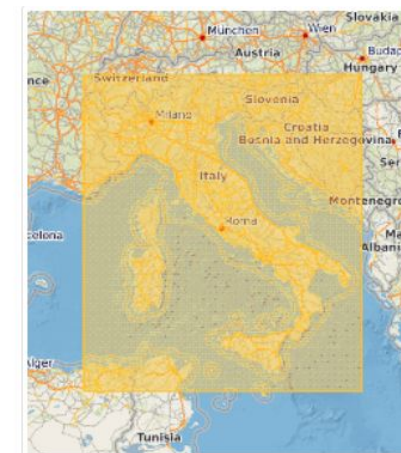 Slovakia
München
Wien
Austria
Budap
Hungary
nce
Switzerland
Slovenia
Milano
Croatia
Bosnia and Herzegovina
Ser
Italy
Montenegro
Roma
celona
Ma
Albani
Alger
Tunisia